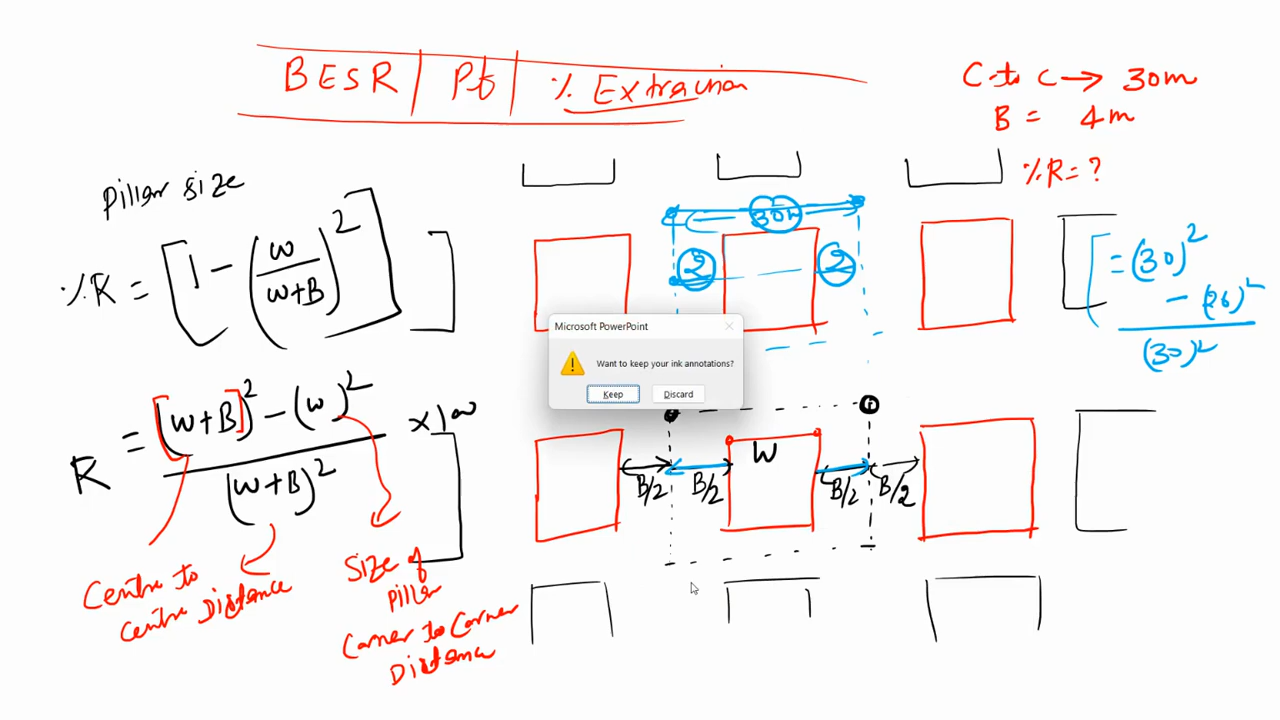 BESR / Pf / % Extraction
C to C → 30m
B = 4m
% R = ?
Pillar size
% R = [1 - (w/w+B)²]
30m
2
2
= (30)² - (26)²
(30)²
Microsoft PowerPoint
Want to keep your ink annotations?
Keep
Discard
R = [(w+B)]² - (w)² × 100
(w+B)²
W
B/2
B/2
B/2
B/2
Centre to
Centre Distance
Size of
Piller
Corner to Corner
Distance